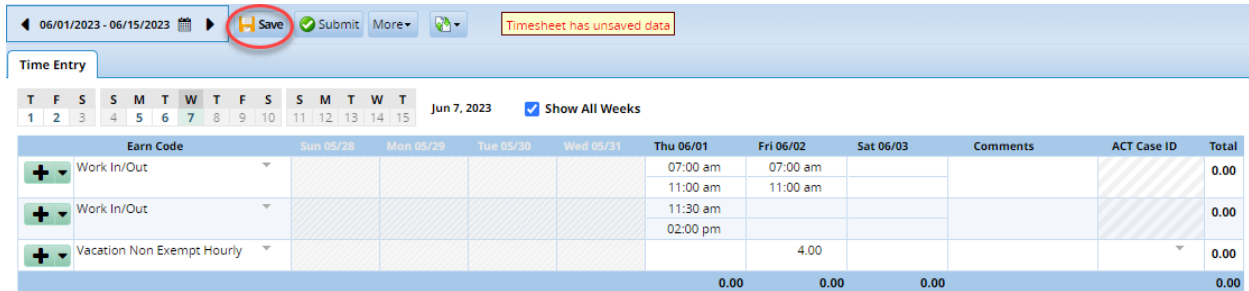 06/01/2023 - 06/15/2023 Save Submit More Timesheet has unsaved data
Time Entry
T F S S M T W T F S S M T W T
1 2 3 4 5 6 7 8 9 10 11 12 13 14 15 Jun 7, 2023 Show All Weeks
Earn Code Sun 05/28 Mon 05/29 Tue 05/30 Wed 05/31 Thu 06/01 Fri 06/02 Sat 06/03 Comments ACT Case ID Total
Work In/Out 07:00 am 07:00 am 0.00
11:00 am 11:00 am
Work In/Out 11:30 am 0.00
02:00 pm
Vacation Non Exempt Hourly 4.00 0.00
0.00 0.00 0.00 0.00